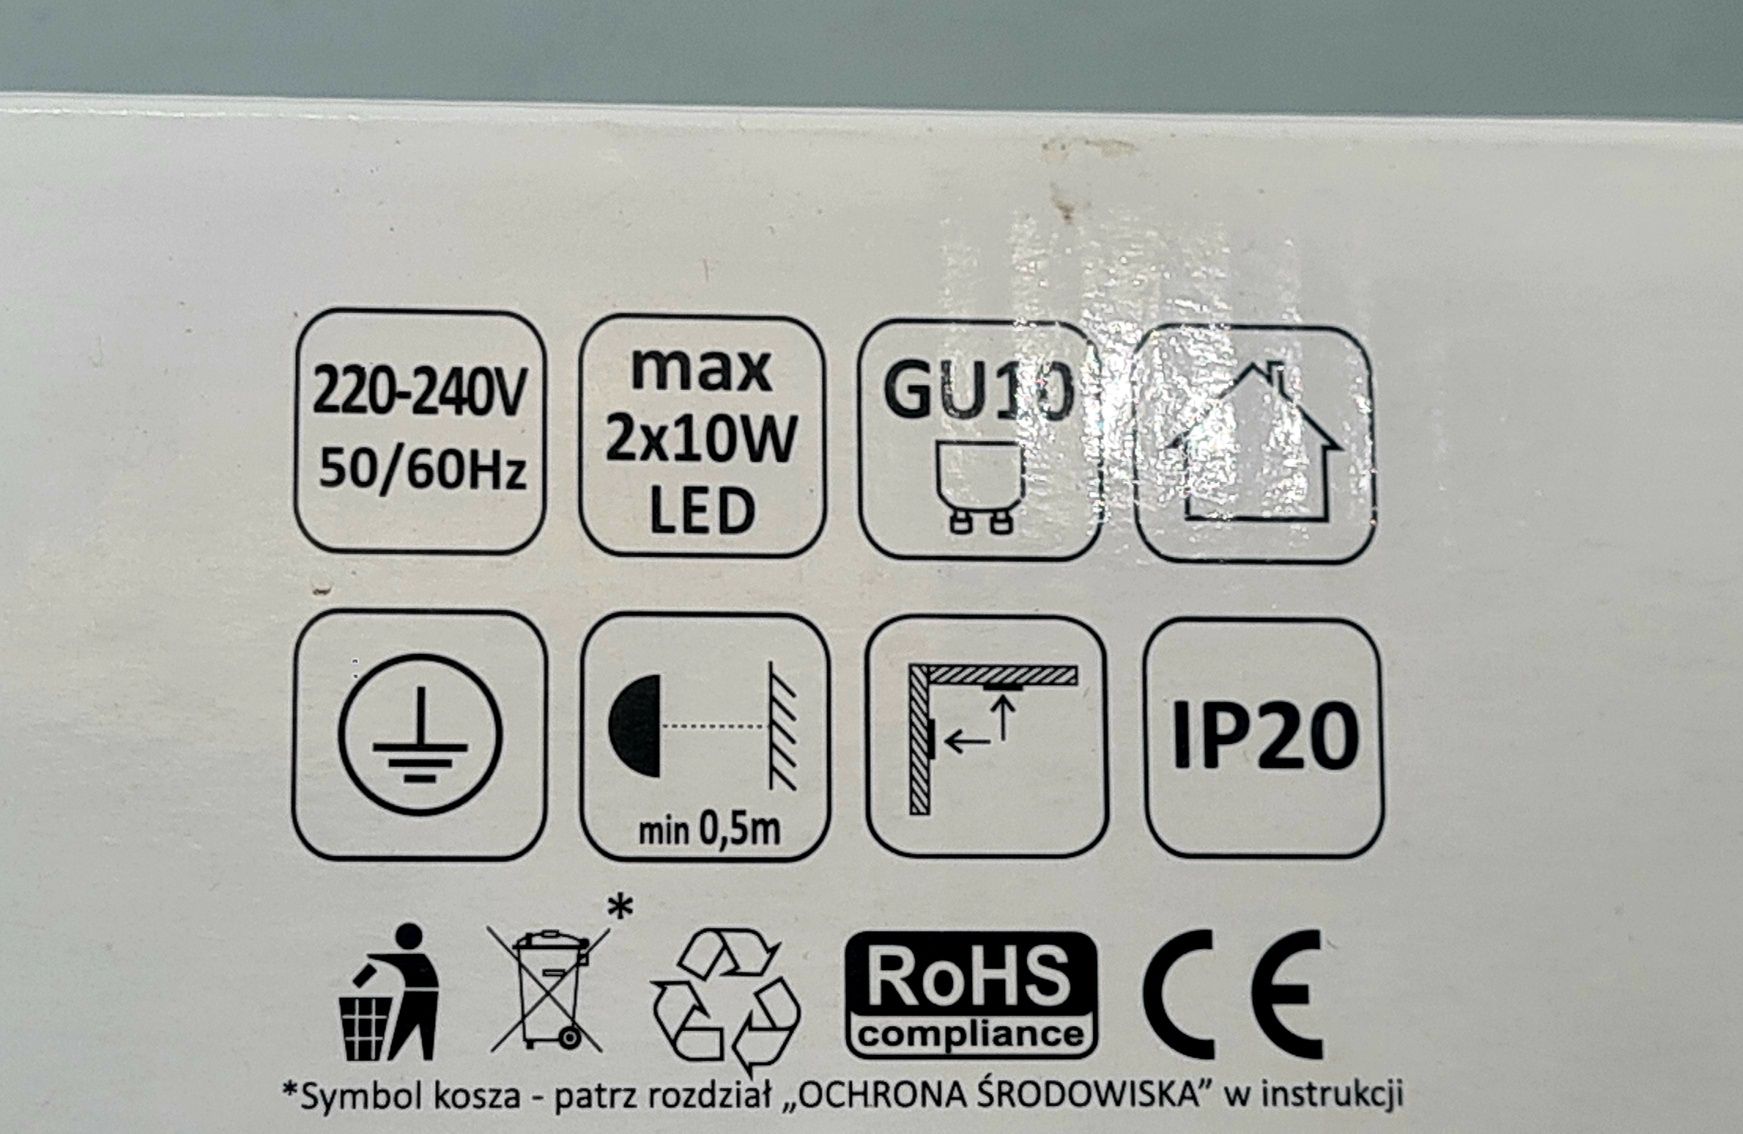 220-240V
50/60Hz
max
2x10W
LED
GU10
min 0,5m
IP20
*
RoHS
compliance
CE
*Symbol kosza - patrz rozdział „OCHRONA ŚRODOWISKA” w instrukcji